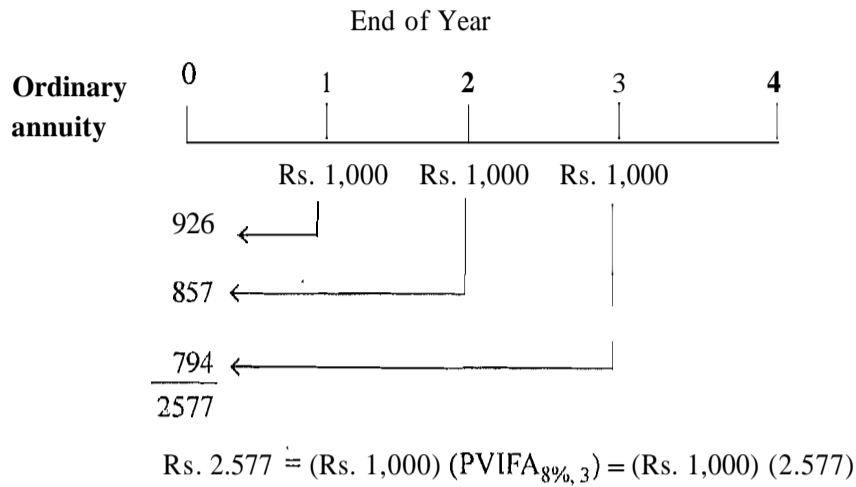 End of Year
Ordinary annuity
0 1 2 3 4
Rs. 1,000 Rs. 1,000 Rs. 1,000
926
857
794
2577
Rs. 2.577 = (Rs. 1,000) (PVIFA8%, 3) = (Rs. 1,000) (2.577)